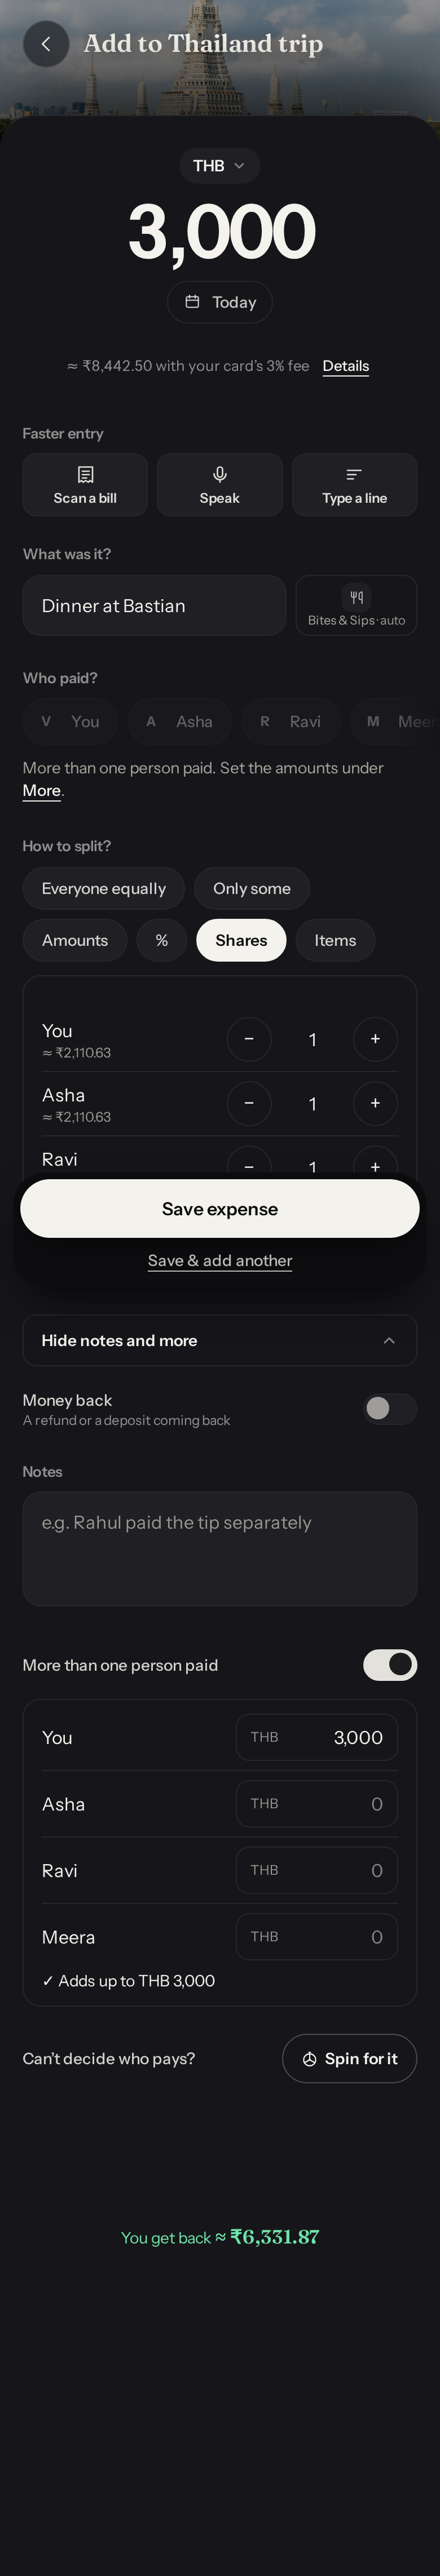 Add to Thailand trip
THB
3,000
Today
≈ ₹8,442.50 with your card's 3% fee Details
Faster entry
Scan a bill
Speak
Type a line
What was it?
Dinner at Bastian
Bites & Sips · auto
Who paid?
V You
A Asha
R Ravi
M Meer
More than one person paid. Set the amounts under
More.
How to split?
Everyone equally
Only some
Amounts
%
Shares
Items
You
≈ ₹2,110.63
− 1 +
Asha
≈ ₹2,110.63
− 1 +
Ravi
− 1 +
Save expense
Save & add another
Hide notes and more
Money back
A refund or a deposit coming back
Notes
e.g. Rahul paid the tip separately
More than one person paid
You THB 3,000
Asha THB 0
Ravi THB 0
Meera THB 0
✓ Adds up to THB 3,000
Can't decide who pays?
Spin for it
You get back ≈ ₹6,331.87